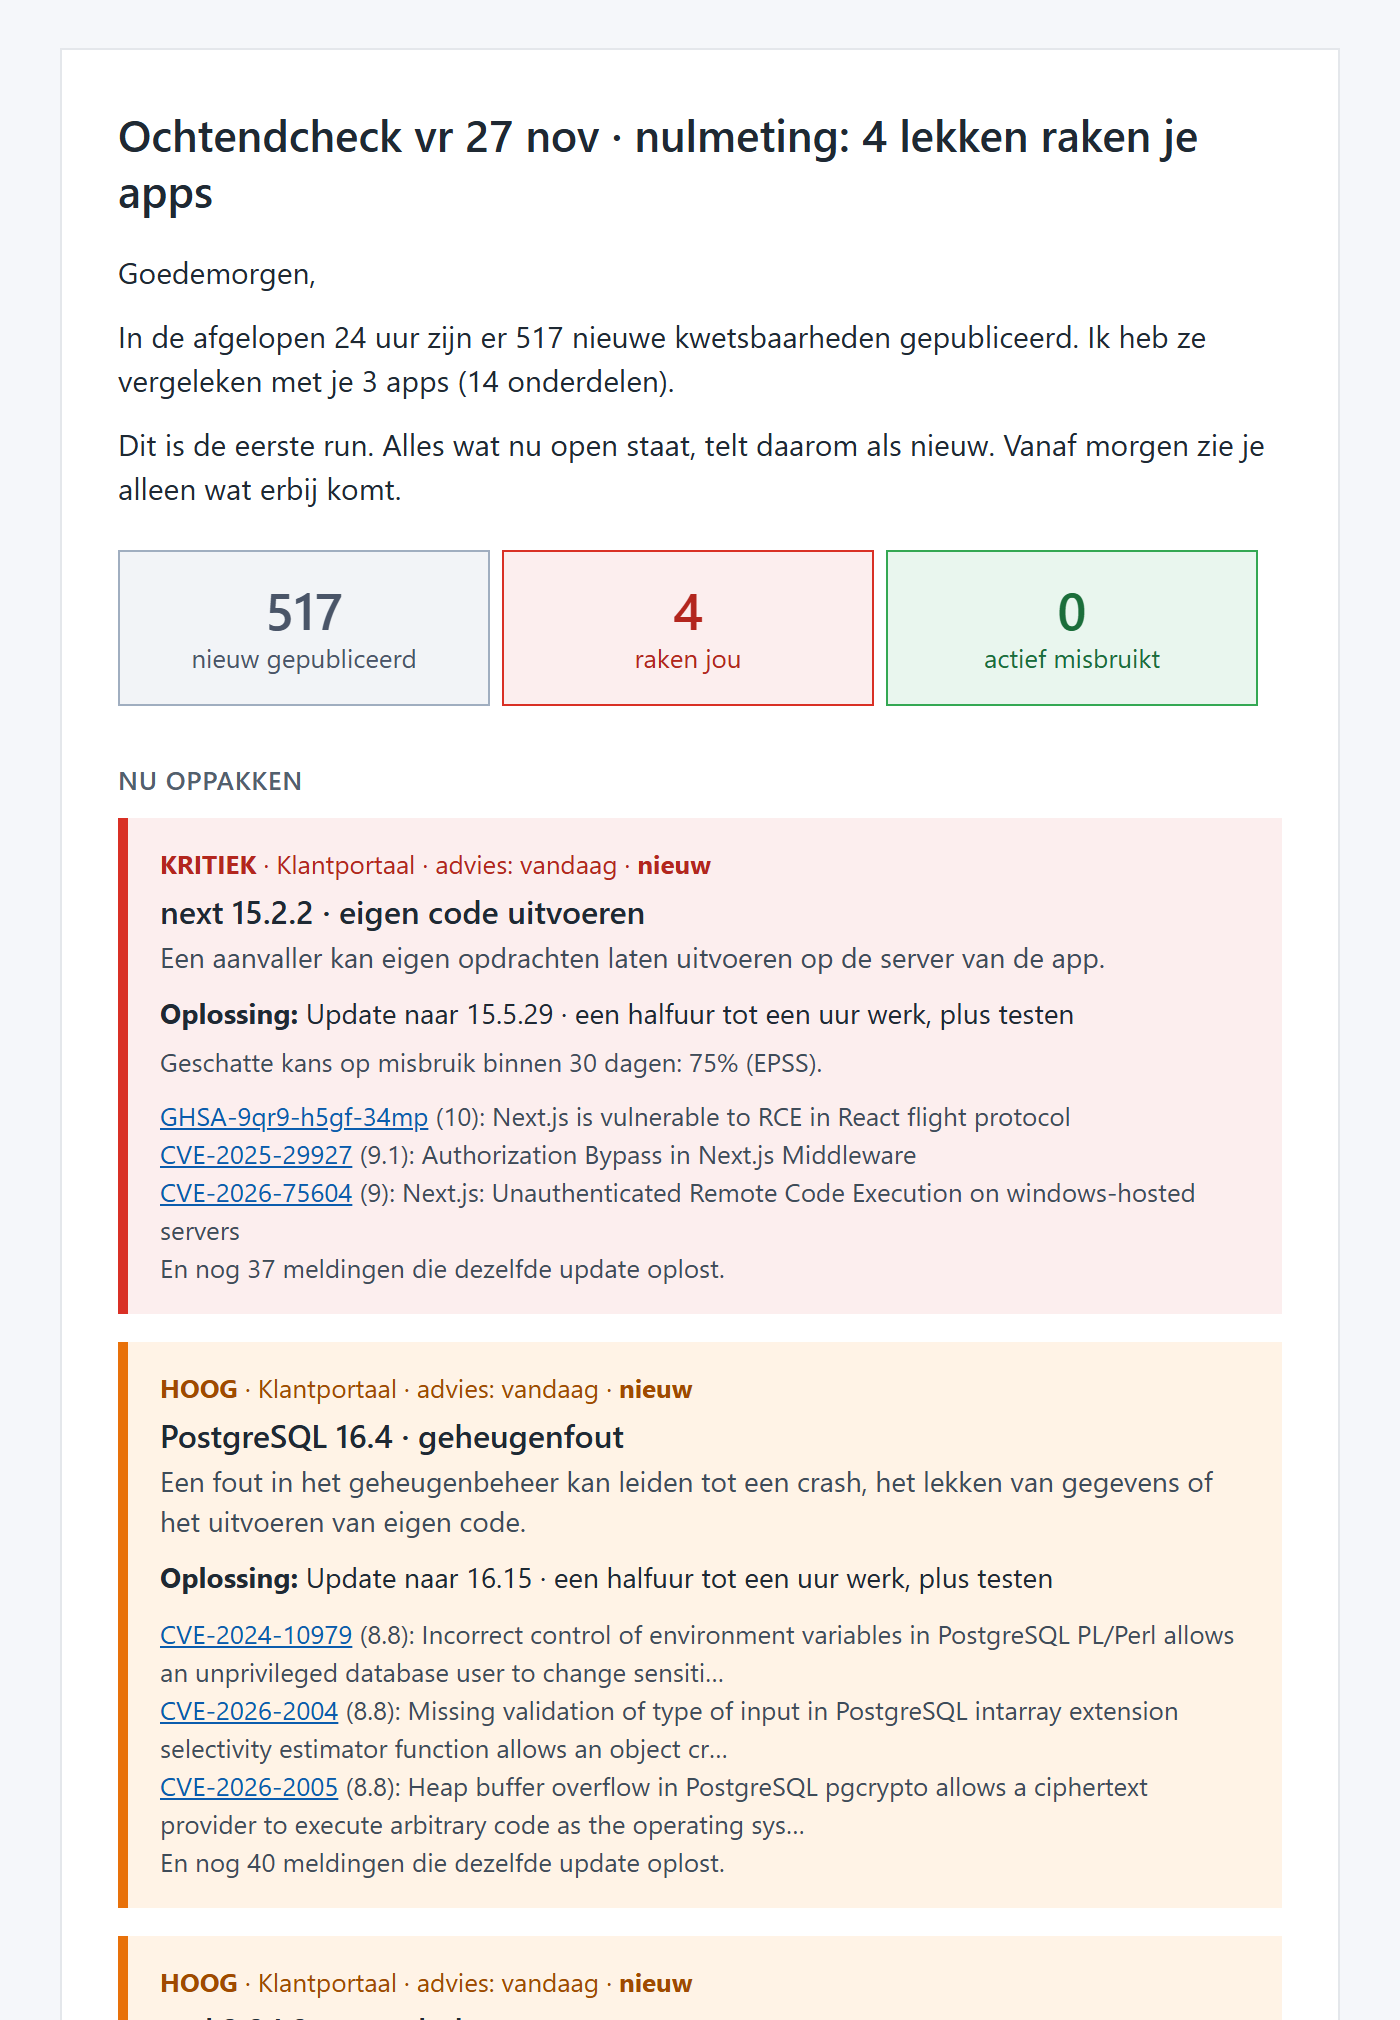 Ochtendcheck vr 27 nov · nulmeting: 4 lekken raken je
apps
Goedemorgen,
In de afgelopen 24 uur zijn er 517 nieuwe kwetsbaarheden gepubliceerd. Ik heb ze
vergeleken met je 3 apps (14 onderdelen).
Dit is de eerste run. Alles wat nu open staat, telt daarom als nieuw. Vanaf morgen zie je
alleen wat erbij komt.
517
nieuw gepubliceerd
4
raken jou
0
actief misbruikt
NU OPPAKKEN
KRITIEK · Klantportaal · advies: vandaag · nieuw
next 15.2.2 · eigen code uitvoeren
Een aanvaller kan eigen opdrachten laten uitvoeren op de server van de app.
Oplossing: Update naar 15.5.29 · een halfuur tot een uur werk, plus testen
Geschatte kans op misbruik binnen 30 dagen: 75% (EPSS).
GHSA-9qr9-h5gf-34mp (10): Next.js is vulnerable to RCE in React flight protocol
CVE-2025-29927 (9.1): Authorization Bypass in Next.js Middleware
CVE-2026-75604 (9): Next.js: Unauthenticated Remote Code Execution on windows-hosted
servers
En nog 37 meldingen die dezelfde update oplost.
HOOG · Klantportaal · advies: vandaag · nieuw
PostgreSQL 16.4 · geheugenfout
Een fout in het geheugenbeheer kan leiden tot een crash, het lekken van gegevens of
het uitvoeren van eigen code.
Oplossing: Update naar 16.15 · een halfuur tot een uur werk, plus testen
CVE-2024-10979 (8.8): Incorrect control of environment variables in PostgreSQL PL/Perl allows
an unprivileged database user to change sensiti...
CVE-2026-2004 (8.8): Missing validation of type of input in PostgreSQL intarray extension
selectivity estimator function allows an object cr...
CVE-2026-2005 (8.8): Heap buffer overflow in PostgreSQL pgcrypto allows a ciphertext
provider to execute arbitrary code as the operating sys...
En nog 40 meldingen die dezelfde update oplost.
HOOG · Klantportaal · advies: vandaag · nieuw